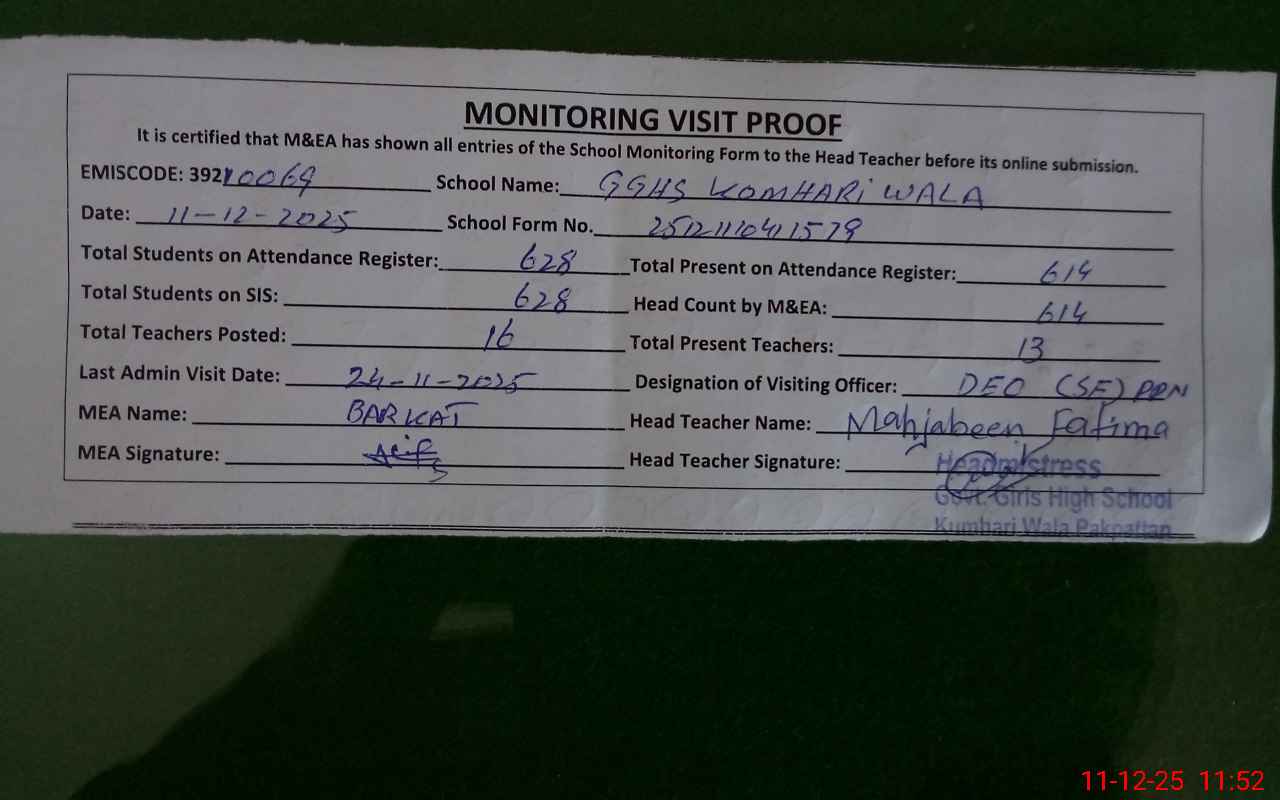 MONITORING VISIT PROOF
It is certified that M&EA has shown all entries of the School Monitoring Form to the Head Teacher before its online submission.
EMISCODE: 39210069 School Name: GGHS KOMHARI WALA
Date: 11-12-2025 School Form No.
Total Students on Attendance Register: 628 Total Present on Attendance Register: 614
Total Students on SIS: 628 Head Count by M&EA: 614
Total Teachers Posted: 16 Total Present Teachers: 13
Last Admin Visit Date: 24-11-2025 Designation of Visiting Officer: DEO (SE) PPN
MEA Name: BARKAT Head Teacher Name: Mahjabeen Fatima
MEA Signature: Head Teacher Signature:
Headmistress
Govt. Girls High School
Kumhari Wala Pakpattan
11-12-25 11:52